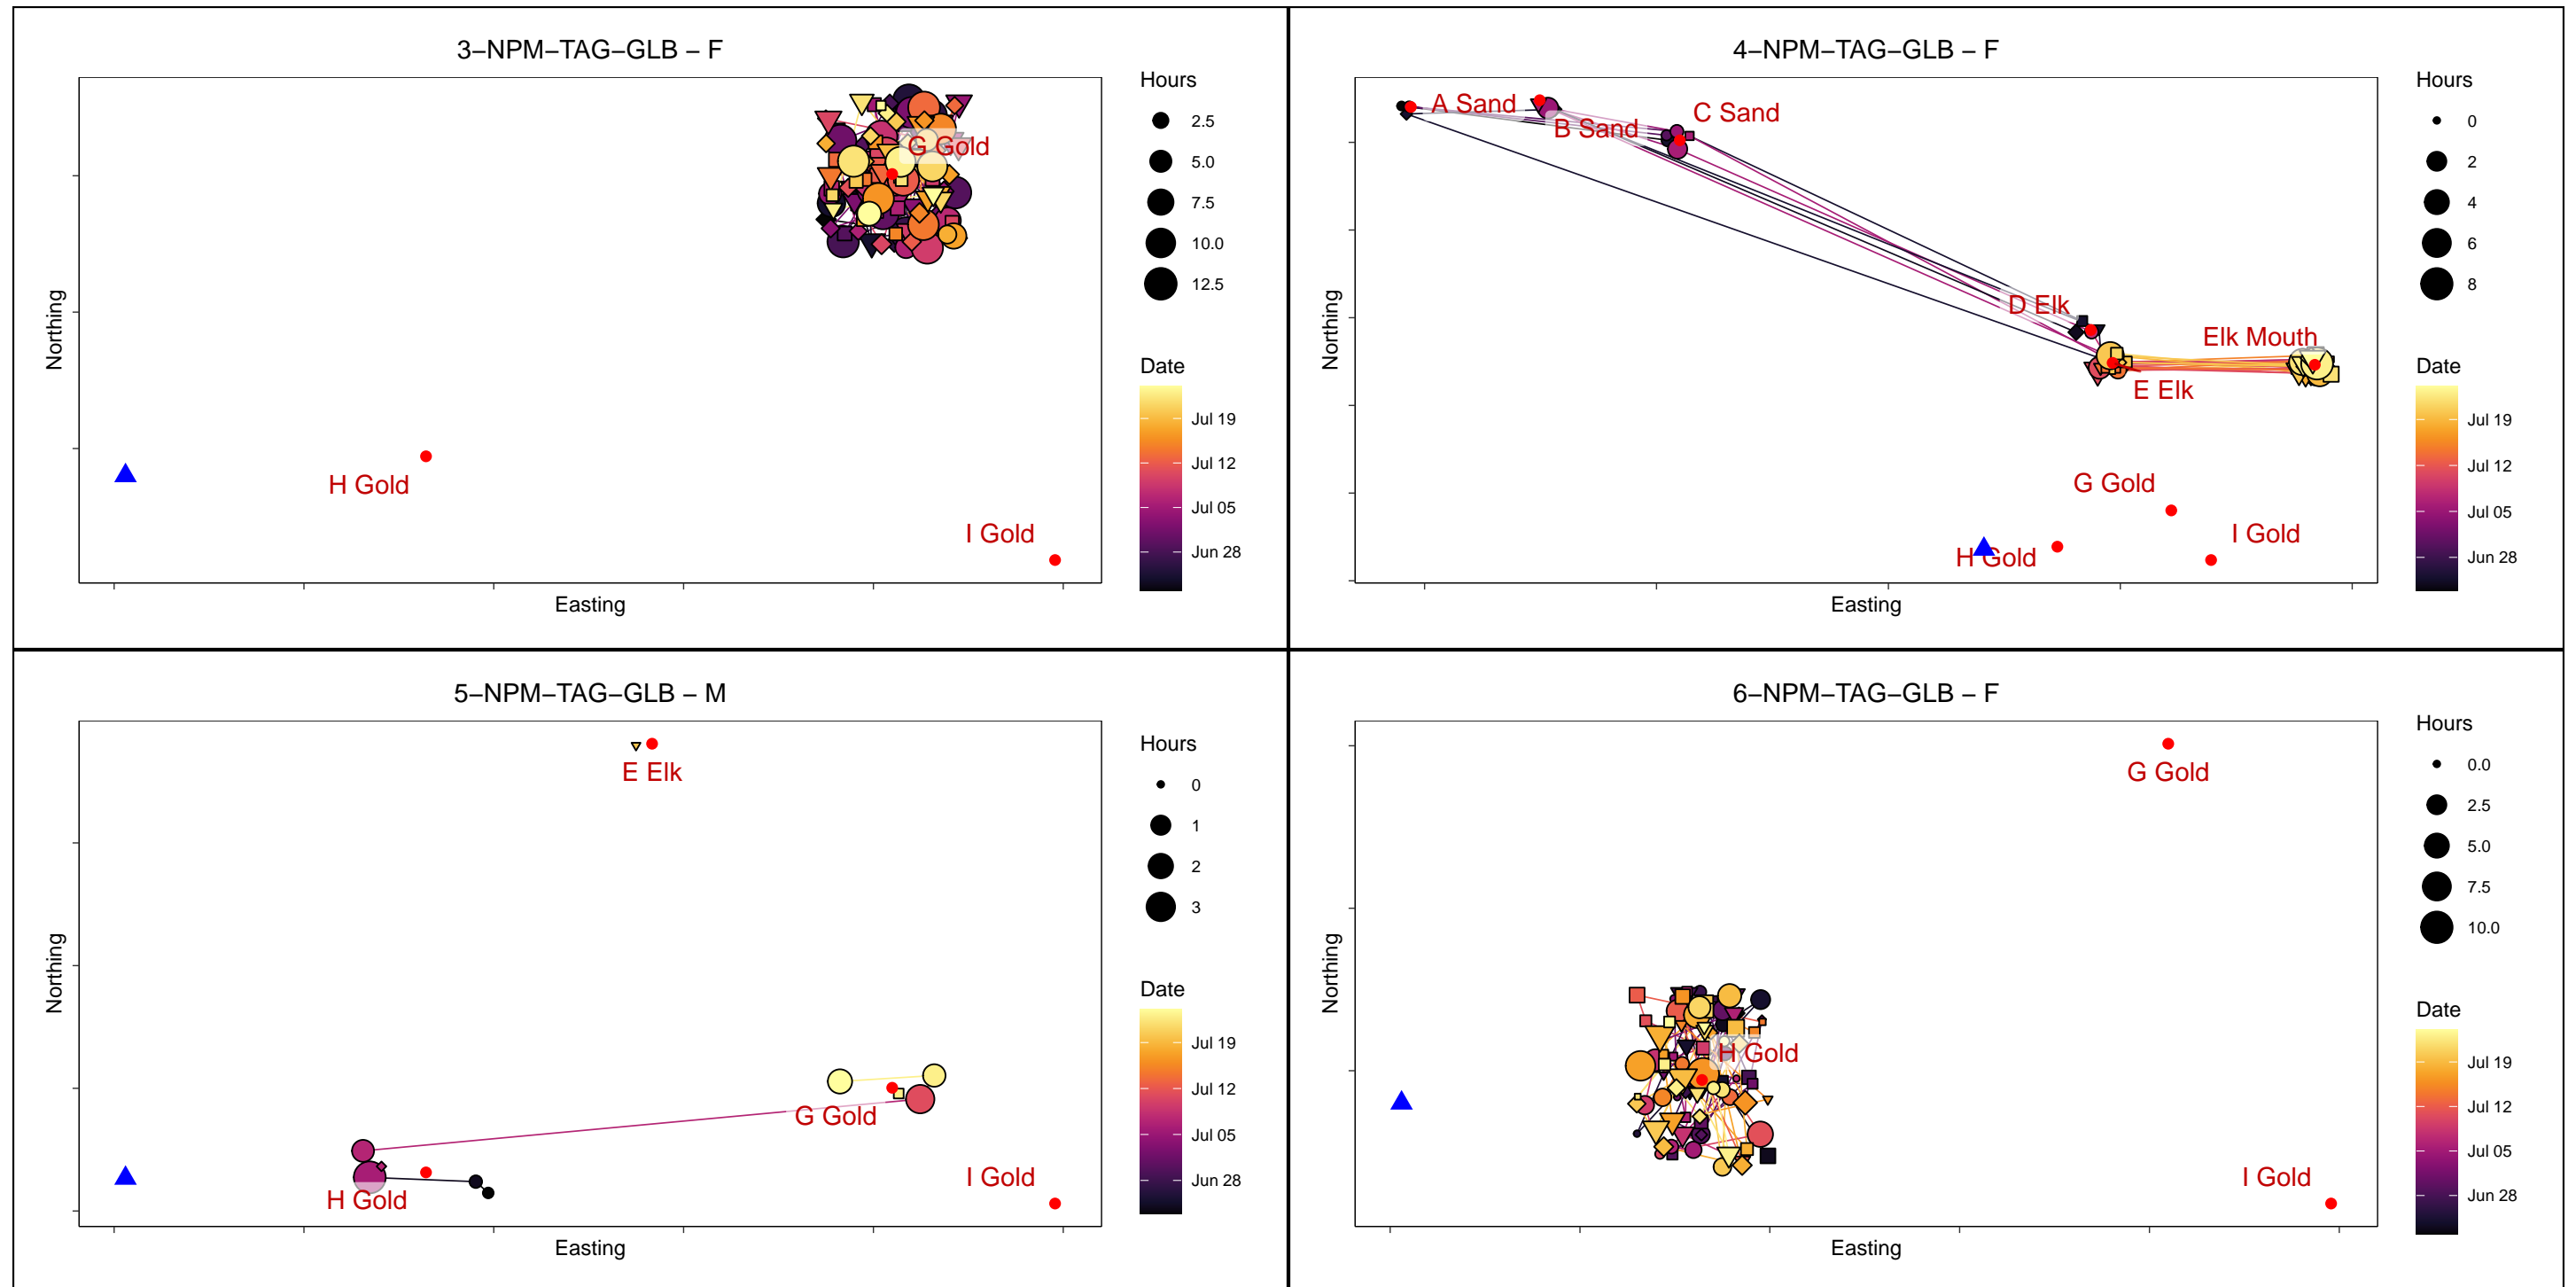 3−NPM−TAG−GLB − F
G Gold
H Gold
I Gold
Northing
Easting
Hours
2.5
5.0
7.5
10.0
12.5
Date
Jul 19
Jul 12
Jul 05
Jun 28
4−NPM−TAG−GLB − F
A Sand
B Sand
C Sand
D Elk
Elk Mouth
E Elk
G Gold
I Gold
H Gold
Northing
Easting
Hours
0
2
4
6
8
Date
Jul 19
Jul 12
Jul 05
Jun 28
5−NPM−TAG−GLB − M
E Elk
G Gold
H Gold
I Gold
Northing
Easting
Hours
0
1
2
3
Date
Jul 19
Jul 12
Jul 05
Jun 28
6−NPM−TAG−GLB − F
G Gold
H Gold
I Gold
Northing
Easting
Hours
0.0
2.5
5.0
7.5
10.0
Date
Jul 19
Jul 12
Jul 05
Jun 28